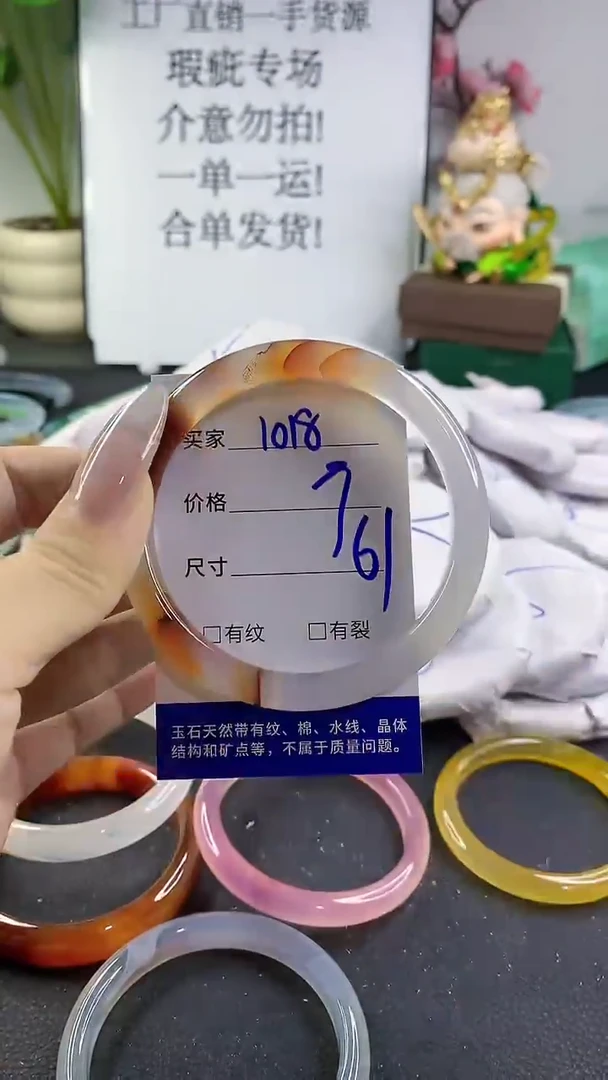 工厂直销一手货源
瑕疵专场
介意勿拍!
一单一运!
合单发货!
买家 1018
价格 7
尺寸 61
□有纹 □有裂
玉石天然带有纹、棉、水线、晶体
结构和矿点等，不属于质量问题。